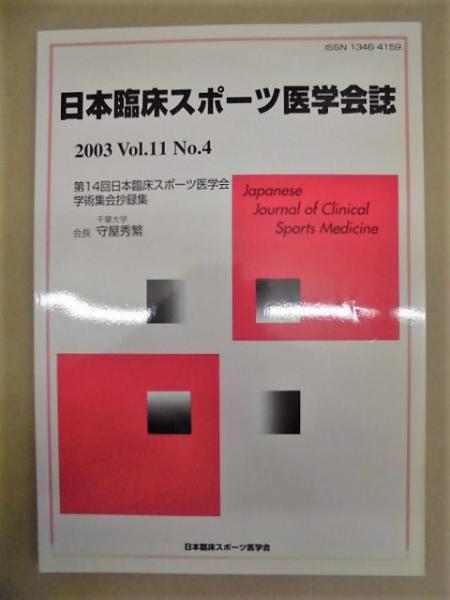 ISSN 1346-4159
日本臨床スポーツ医学会誌
2003 Vol.11 No.4
第14回日本臨床スポーツ医学会
学術集会抄録集
千葉大学
会長 守屋秀繁
Japanese
Journal of Clinical
Sports Medicine
日本臨床スポーツ医学会